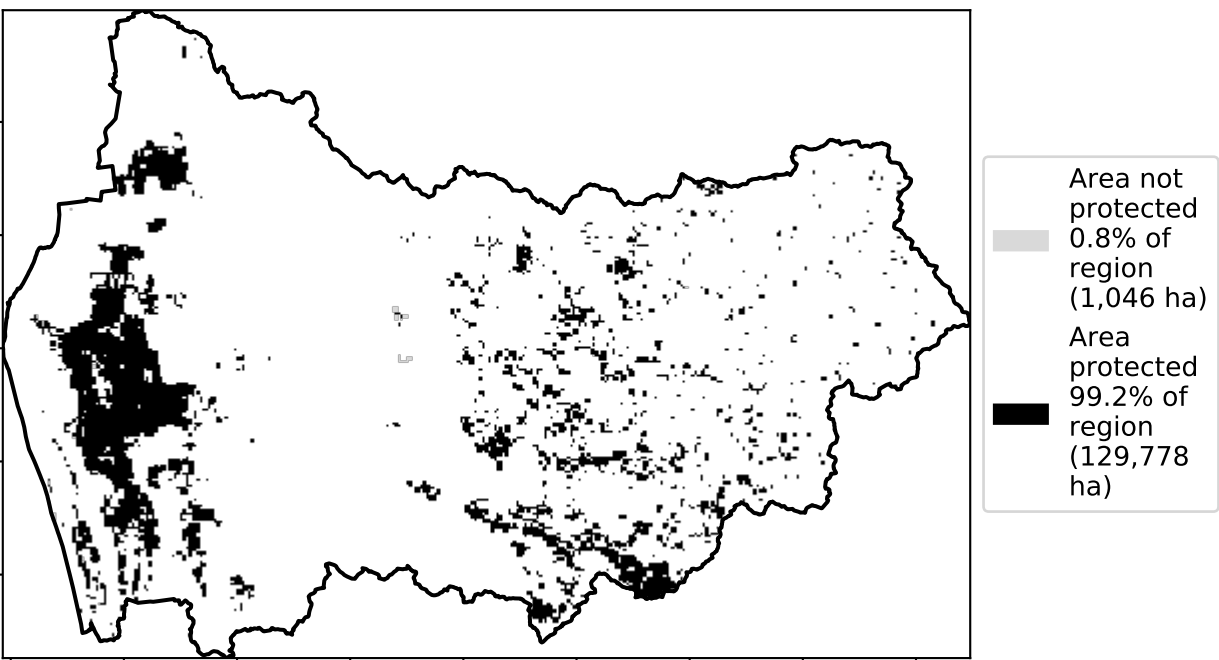 Area not
protected
0.8% of
region
(1,046 ha)
Area
protected
99.2% of
region
(129,778
ha)